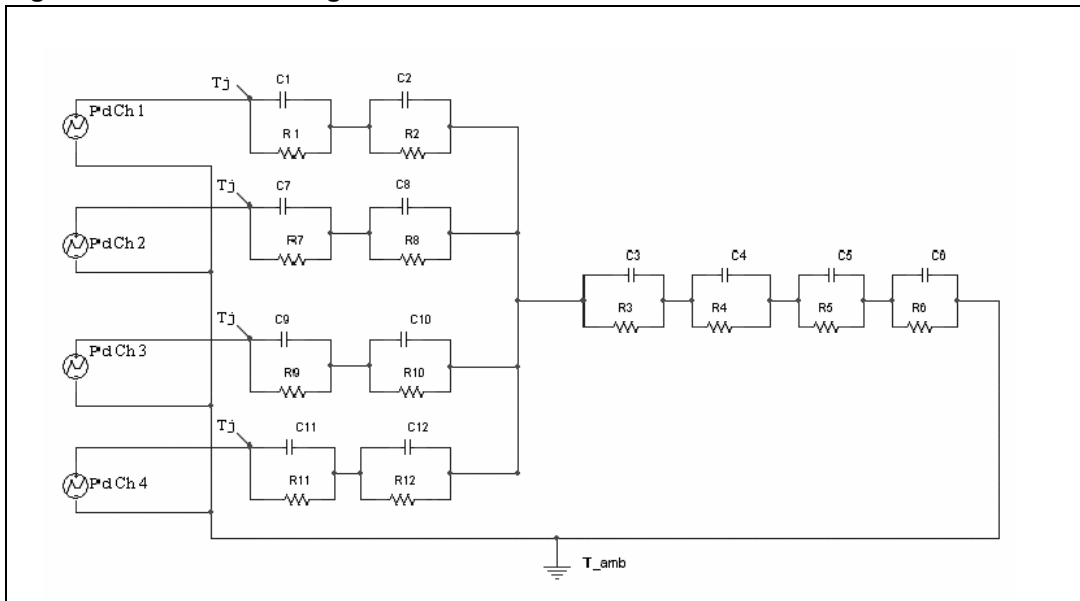 Tj C1 C2
PdCh1
R1 R2
Tj C7 C8
PdCh2
R7 R8
C3 C4 C5 C6
R3 R4 R5 R6
Tj C9 C10
PdCh3
R9 R10
Tj C11 C12
PdCh4
R11 R12
T_amb